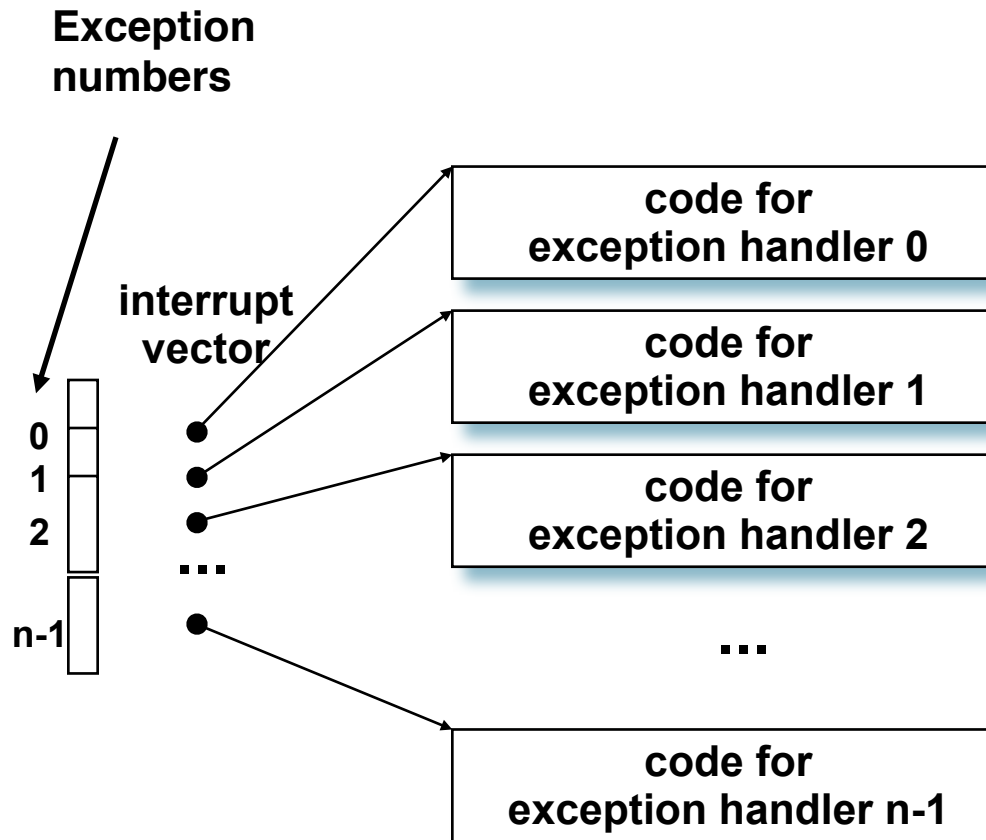 Exception
numbers
code for
exception handler 0
interrupt
vector
code for
exception handler 1
0
1
2
...
n-1
code for
exception handler 2
...
code for
exception handler n-1